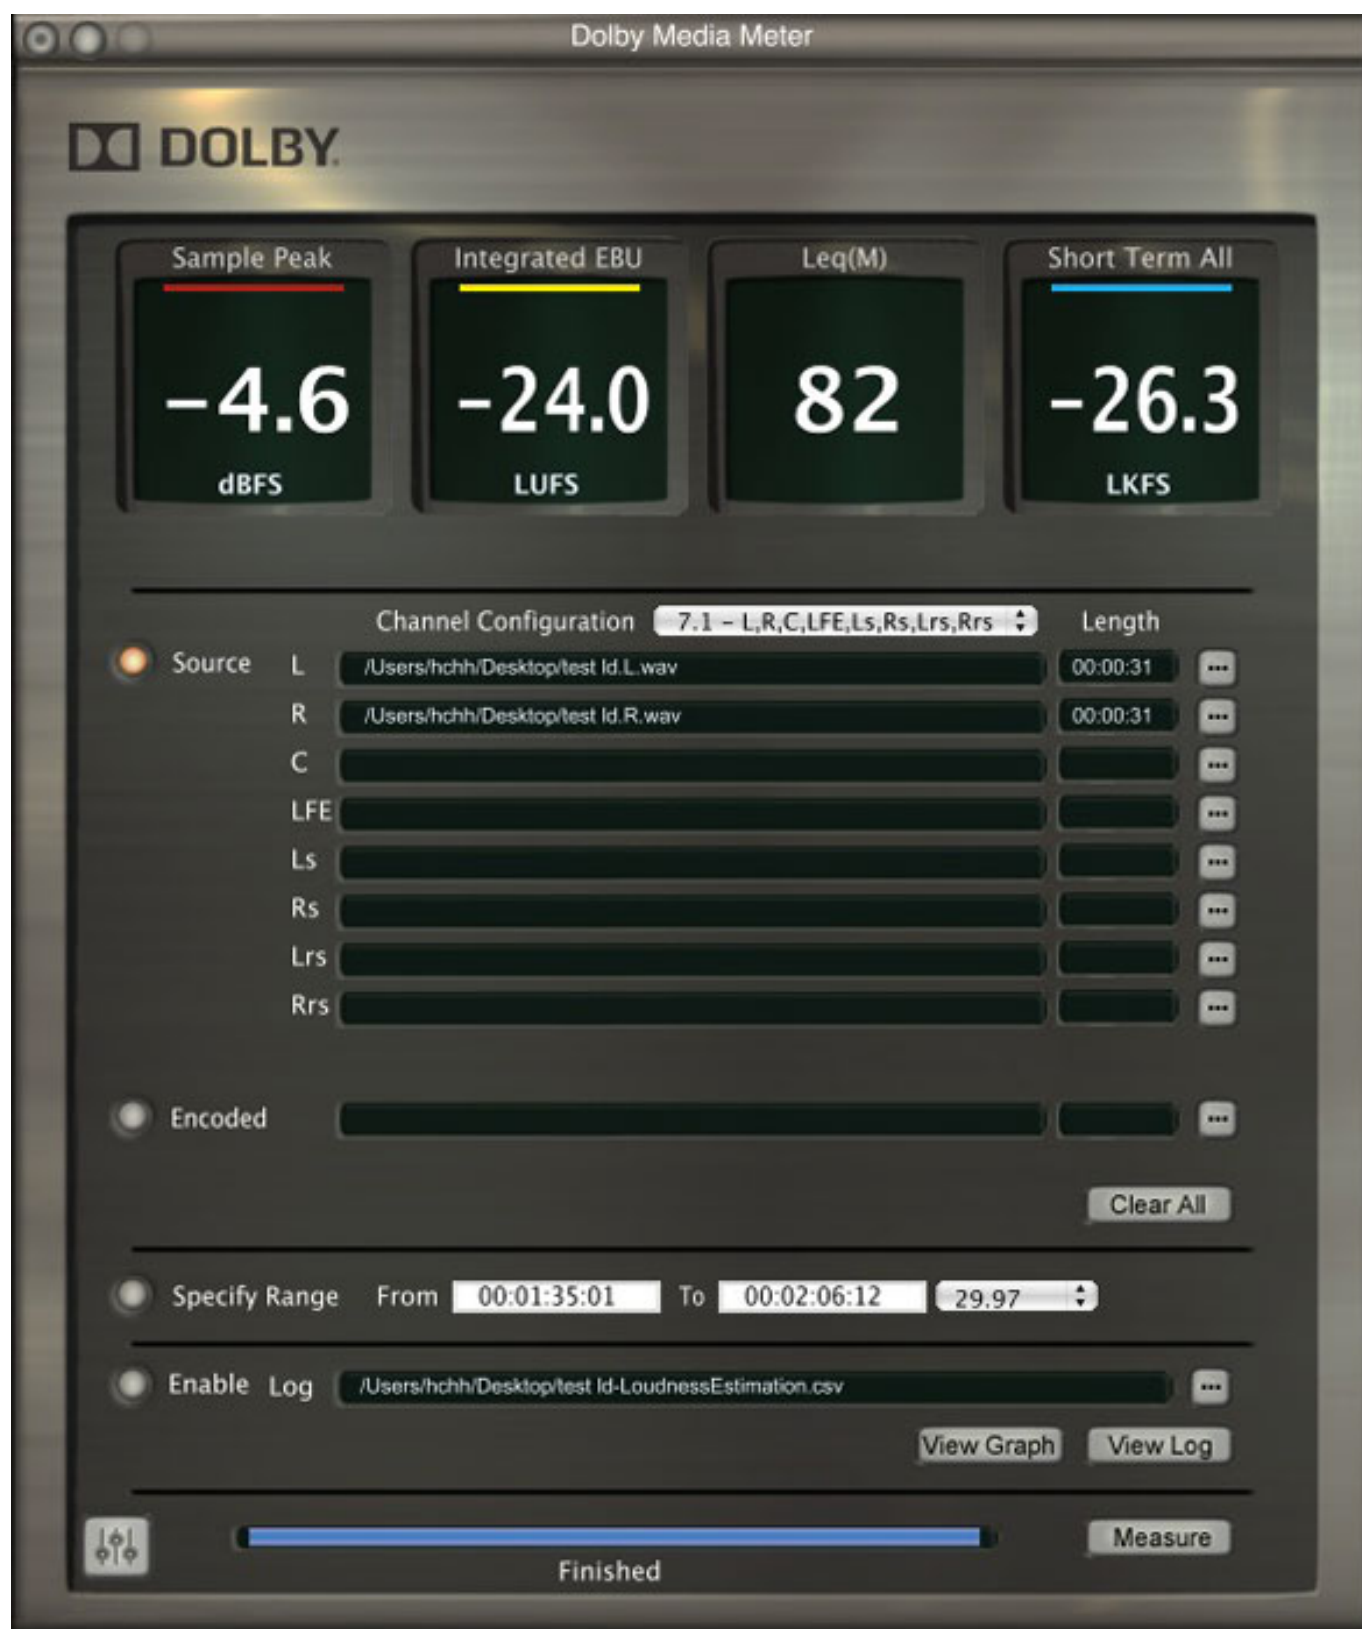 Dolby Media Meter
DOLBY.
Sample Peak Integrated EBU Leq(M) Short Term All
-4.6 -24.0 82 -26.3
dBFS LUFS LKFS
Channel Configuration 7.1 - L,R,C,LFE,Ls,Rs,Lrs,Rrs Length
Source L /Users/hchh/Desktop/test ld.L.wav 00:00:31 ...
R /Users/hchh/Desktop/test ld.R.wav 00:00:31 ...
C ...
LFE ...
Ls ...
Rs ...
Lrs ...
Rrs ...
Encoded ...
Clear All
Specify Range From 00:01:35:01 To 00:02:06:12 29.97
Enable Log /Users/hchh/Desktop/test ld-LoudnessEstimation.csv ...
View Graph View Log
Measure
Finished